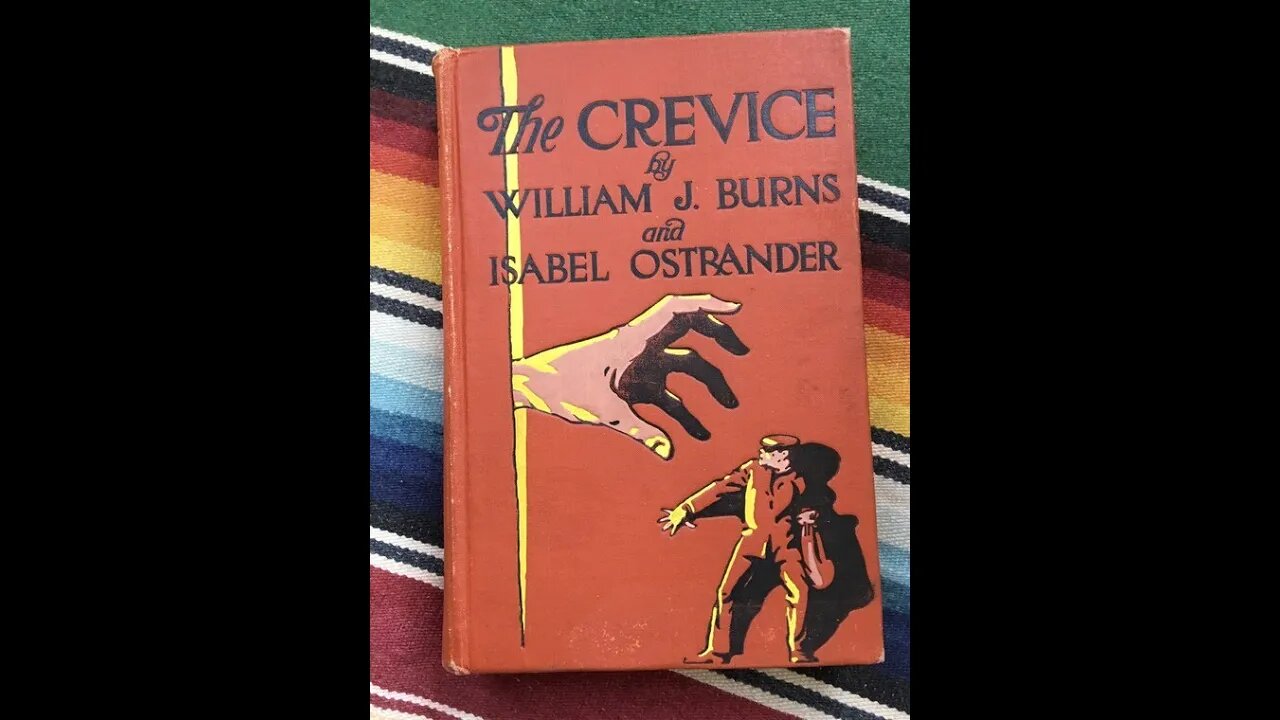 The CREVICE
by
WILLIAM J. BURNS
and
ISABEL OSTRANDER